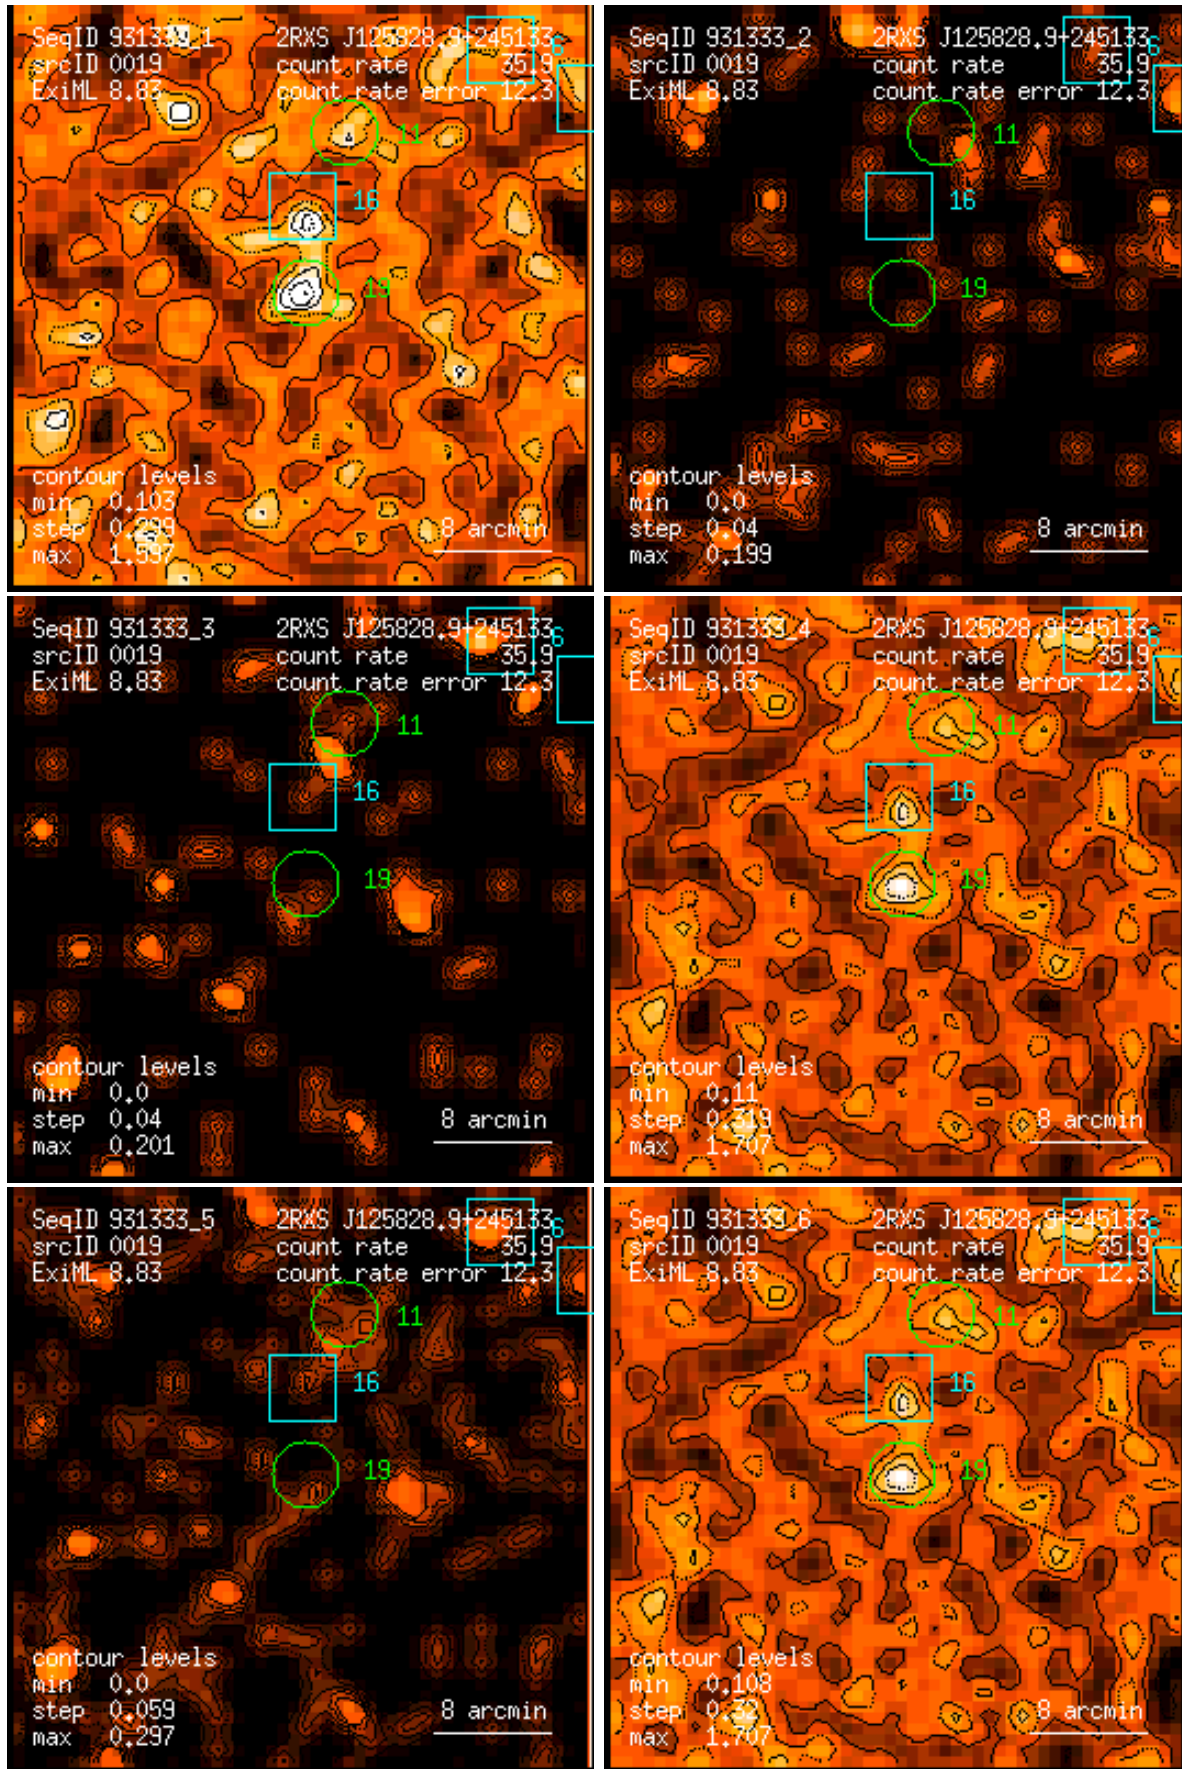 SeqID 931333_1 2RXS J125828.9+245133
srcID 0019 count rate 35.9
ExiML 8.83 count rate error 12.3
6
11
16
19
contour levels
min 0.103
step 0.299 8 arcmin
max 1.597
SeqID 931333_2 2RXS J125828.9+245133
srcID 0019 count rate 35.9
ExiML 8.83 count rate error 12.3
6
11
16
19
contour levels
min 0.0
step 0.04 8 arcmin
max 0.199
SeqID 931333_3 2RXS J125828.9+245133
srcID 0019 count rate 35.9
ExiML 8.83 count rate error 12.3
6
11
16
19
contour levels
min 0.0
step 0.04 8 arcmin
max 0.201
SeqID 931333_4 2RXS J125828.9+245133
srcID 0019 count rate 35.9
ExiML 8.83 count rate error 12.3
6
11
16
19
contour levels
min 0.11
step 0.319 8 arcmin
max 1.707
SeqID 931333_5 2RXS J125828.9+245133
srcID 0019 count rate 35.9
ExiML 8.83 count rate error 12.3
6
11
16
19
contour levels
min 0.0
step 0.059 8 arcmin
max 0.297
SeqID 931333_6 2RXS J125828.9+245133
srcID 0019 count rate 35.9
ExiML 8.83 count rate error 12.3
6
11
16
19
contour levels
min 0.108
step 0.32 8 arcmin
max 1.707